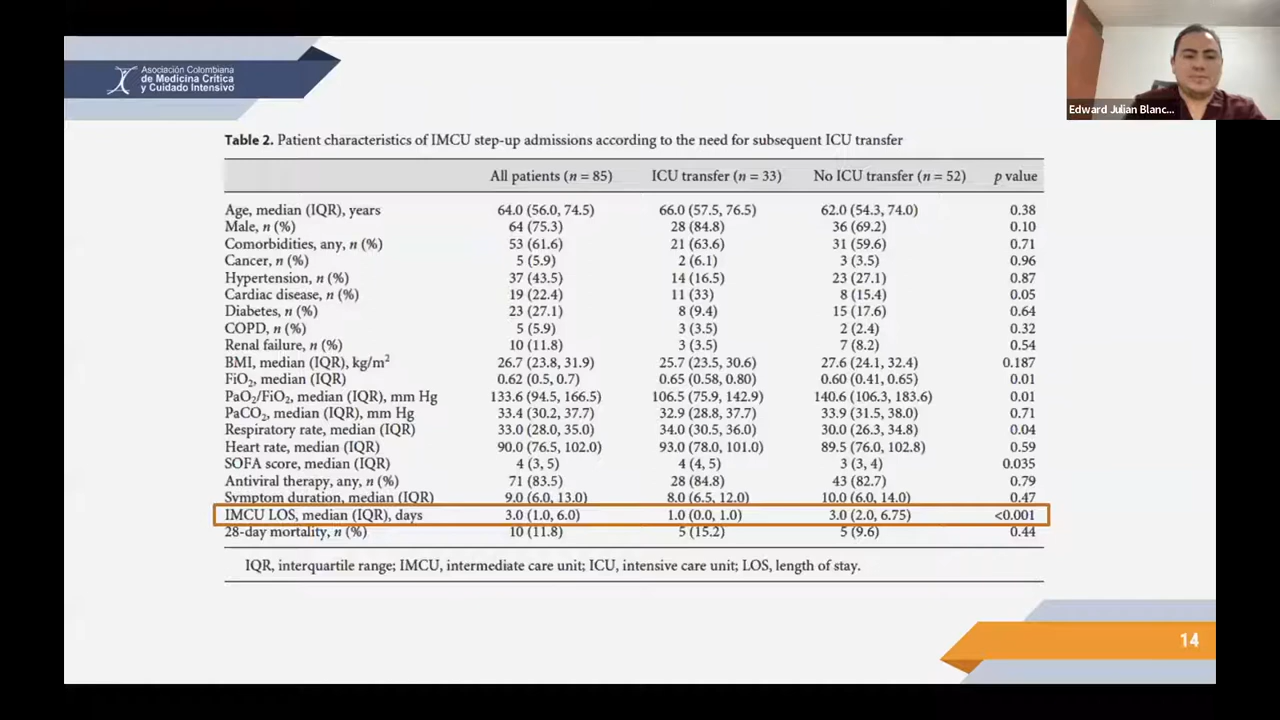 Asociación Colombiana
de Medicina Crítica
y Cuidado Intensivo
Edward Julian Blanc...
Table 2. Patient characteristics of IMCU step-up admissions according to the need for subsequent ICU transfer
All patients (n = 85) ICU transfer (n = 33) No ICU transfer (n = 52) p value
Age, median (IQR), years 64.0 (56.0, 74.5) 66.0 (57.5, 76.5) 62.0 (54.3, 74.0) 0.38
Male, n (%) 64 (75.3) 28 (84.8) 36 (69.2) 0.10
Comorbidities, any, n (%) 53 (61.6) 21 (63.6) 31 (59.6) 0.71
Cancer, n (%) 5 (5.9) 2 (6.1) 3 (3.5) 0.96
Hypertension, n (%) 37 (43.5) 14 (16.5) 23 (27.1) 0.87
Cardiac disease, n (%) 19 (22.4) 11 (33) 8 (15.4) 0.05
Diabetes, n (%) 23 (27.1) 8 (9.4) 15 (17.6) 0.64
COPD, n (%) 5 (5.9) 3 (3.5) 2 (2.4) 0.32
Renal failure, n (%) 10 (11.8) 3 (3.5) 7 (8.2) 0.54
BMI, median (IQR), kg/m² 26.7 (23.8, 31.9) 25.7 (23.5, 30.6) 27.6 (24.1, 32.4) 0.187
FiO₂, median (IQR) 0.62 (0.5, 0.7) 0.65 (0.58, 0.80) 0.60 (0.41, 0.65) 0.01
PaO₂/FiO₂, median (IQR), mm Hg 133.6 (94.5, 166.5) 106.5 (75.9, 142.9) 140.6 (106.3, 183.6) 0.01
PaCO₂, median (IQR), mm Hg 33.4 (30.2, 37.7) 32.9 (28.8, 37.7) 33.9 (31.5, 38.0) 0.71
Respiratory rate, median (IQR) 33.0 (28.0, 35.0) 34.0 (30.5, 36.0) 30.0 (26.3, 34.8) 0.04
Heart rate, median (IQR) 90.0 (76.5, 102.0) 93.0 (78.0, 101.0) 89.5 (76.0, 102.8) 0.59
SOFA score, median (IQR) 4 (3, 5) 4 (4, 5) 3 (3, 4) 0.035
Antiviral therapy, any, n (%) 71 (83.5) 28 (84.8) 43 (82.7) 0.79
Symptom duration, median (IQR) 9.0 (6.0, 13.0) 8.0 (6.5, 12.0) 10.0 (6.0, 14.0) 0.47
IMCU LOS, median (IQR), days 3.0 (1.0, 6.0) 1.0 (0.0, 1.0) 3.0 (2.0, 6.75) <0.001
28-day mortality, n (%) 10 (11.8) 5 (15.2) 5 (9.6) 0.44
IQR, interquartile range; IMCU, intermediate care unit; ICU, intensive care unit; LOS, length of stay.
14